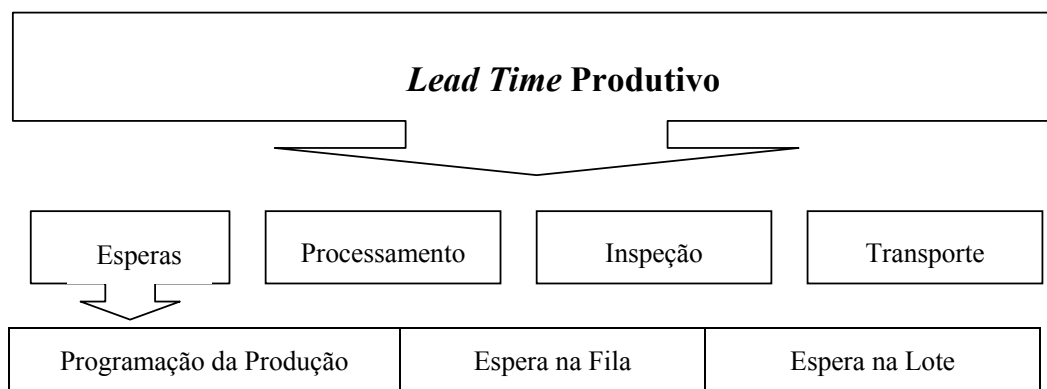 Lead Time Produtivo
Esperas
Processamento
Inspeção
Transporte
Programação da Produção
Espera na Fila
Espera na Lote